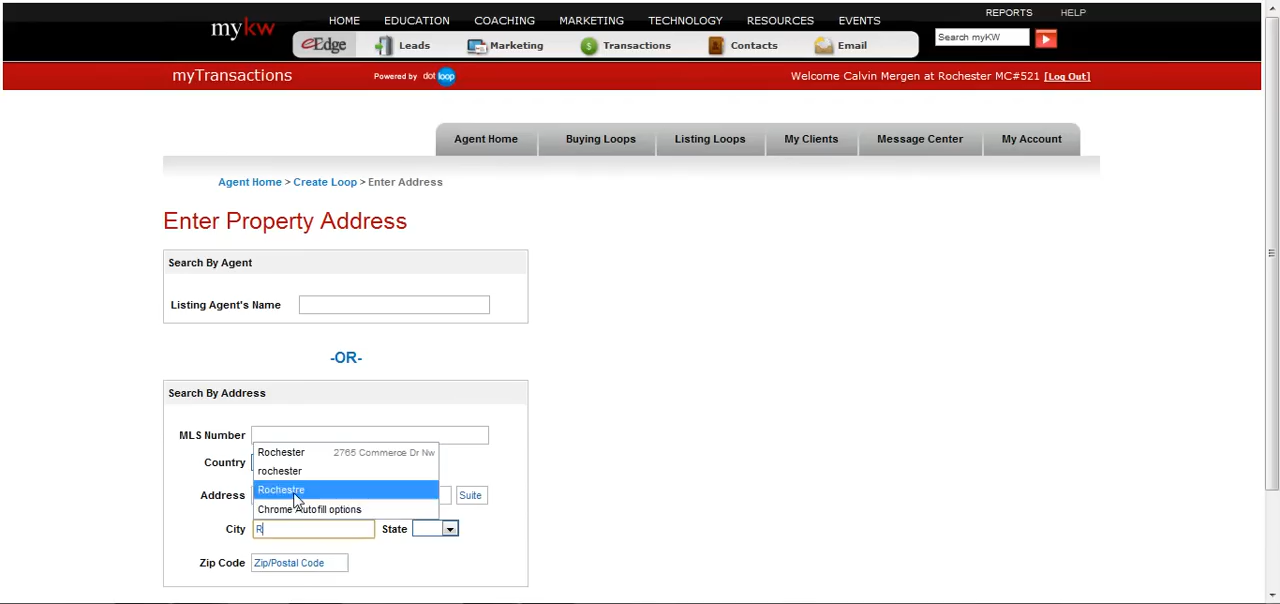 REPORTS HELP
mykw HOME EDUCATION COACHING MARKETING TECHNOLOGY RESOURCES EVENTS
eEdge Leads Marketing $ Transactions Contacts Email Search myKW
myTransactions Powered by dotloop Welcome Calvin Mergen at Rochester MC#521 [Log Out]
Agent Home Buying Loops Listing Loops My Clients Message Center My Account
Agent Home > Create Loop > Enter Address
Enter Property Address
Search By Agent
Listing Agent's Name
-OR-
Search By Address
MLS Number
Rochester 2765 Commerce Dr Nw
Country
rochester
Rochestre
Address Suite
Chrome Autofill options
City R State
Zip Code Zip/Postal Code